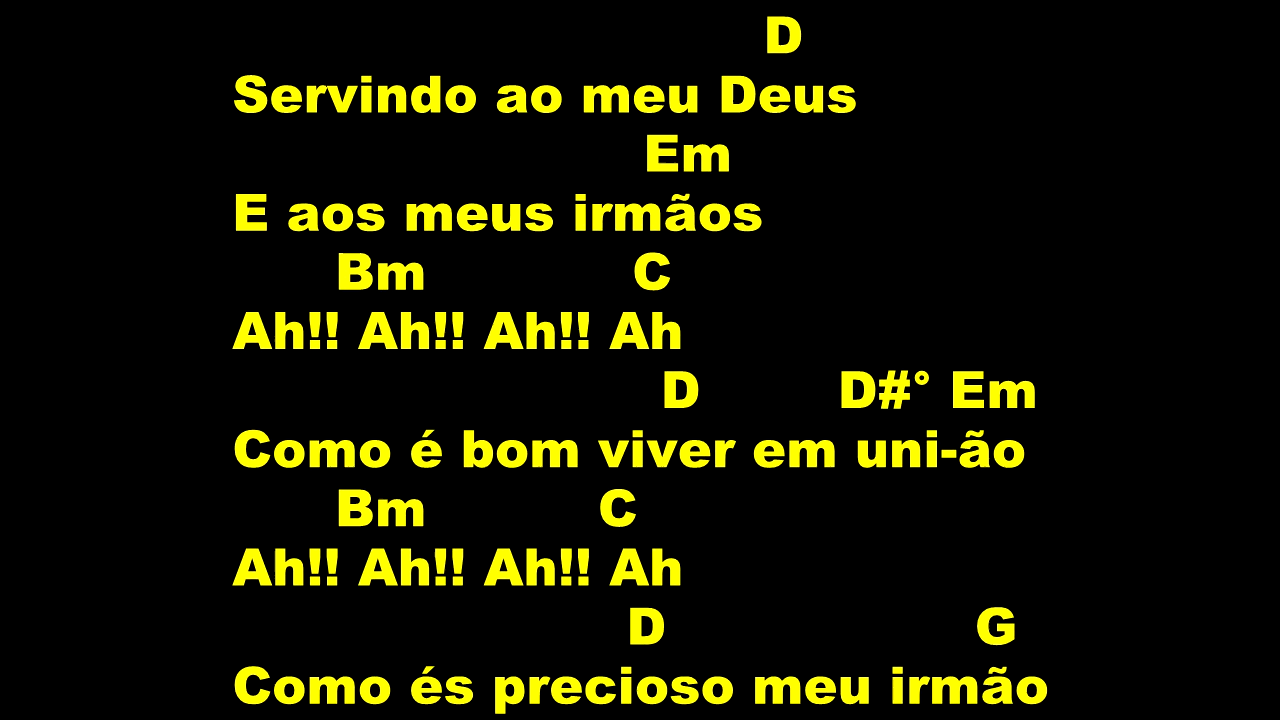 D
Servindo ao meu Deus
Em
E aos meus irmãos
Bm C
Ah!! Ah!! Ah!! Ah
D D#° Em
Como é bom viver em uni-ão
Bm C
Ah!! Ah!! Ah!! Ah
D G
Como és precioso meu irmão